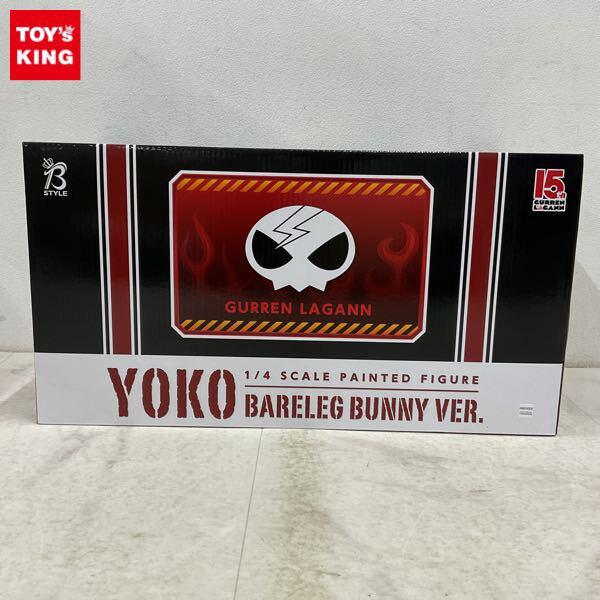 TOY'S
KING
B
STYLE
15th
GURREN
LAGANN
GURREN LAGANN
YOKO
1/4 SCALE PAINTED FIGURE
BARELEG BUNNY VER.